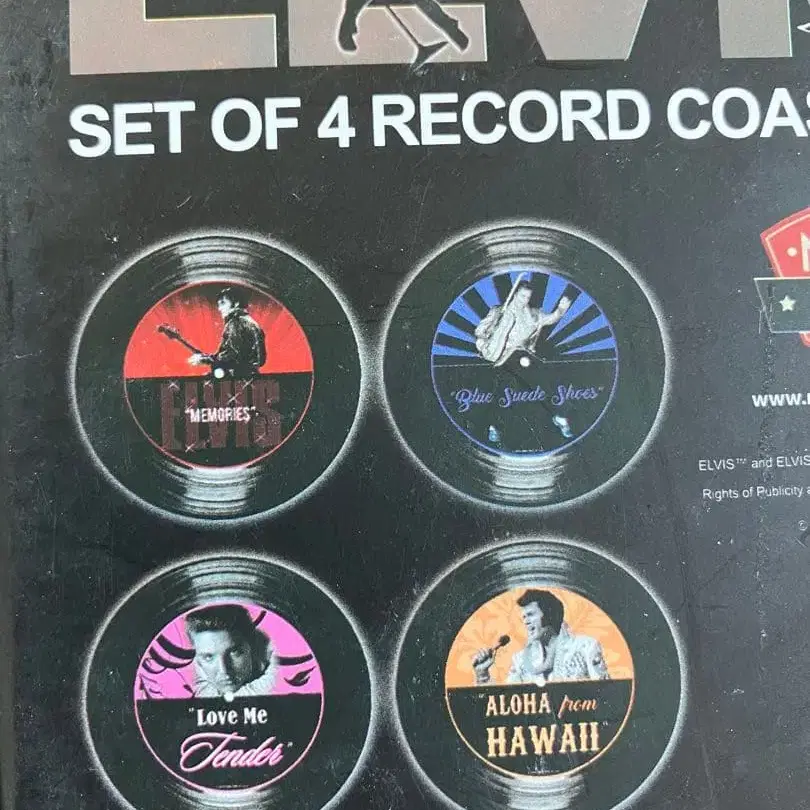 ELVI
SET OF 4 RECORD COAS
ELVIS
"MEMORIES"
"Blue Suede Shoes"
www.
ELVIS™ and ELVIS
Rights of Publicity a
"Love Me
Tender"
"ALOHA from
HAWAII"